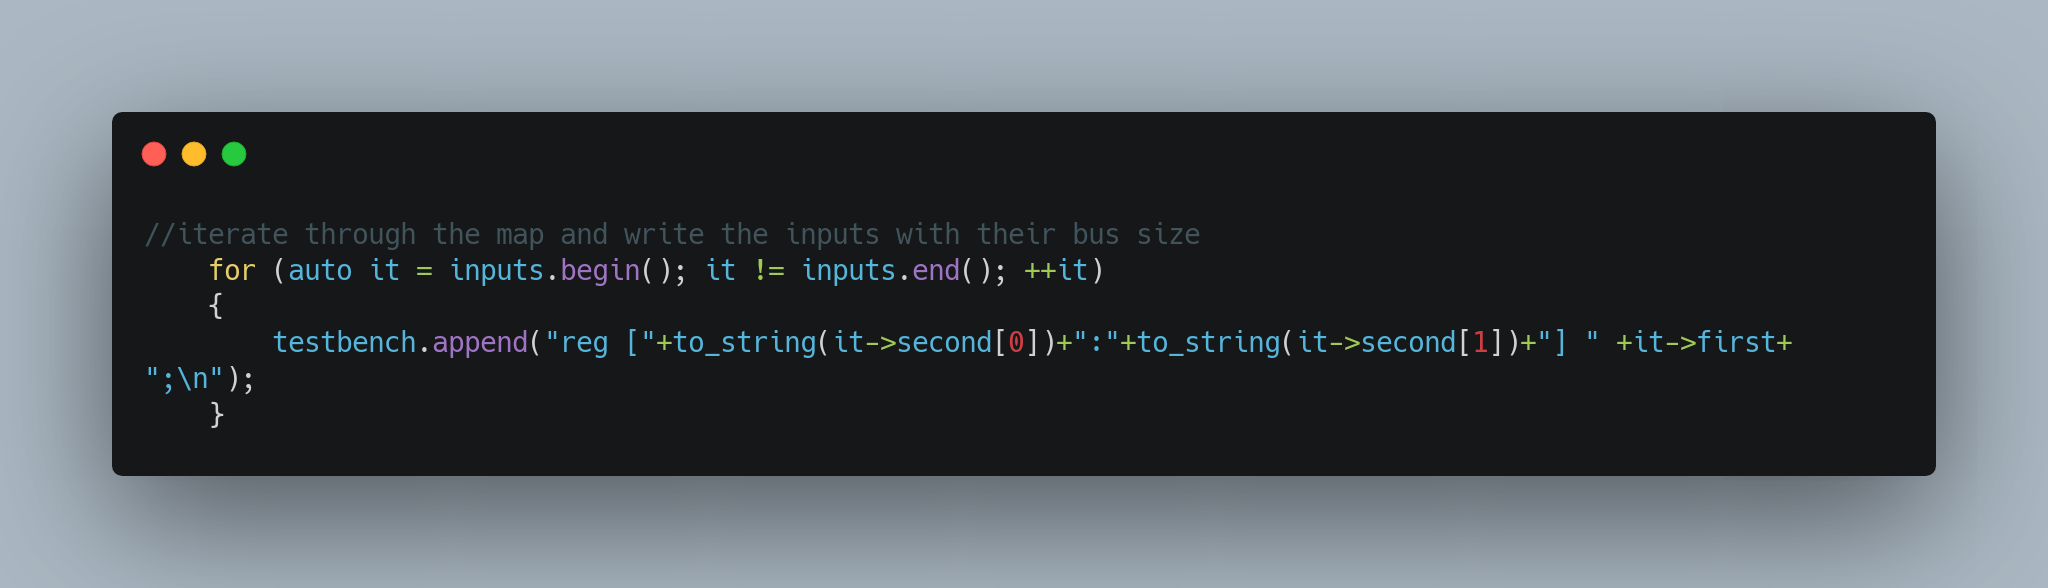 //iterate through the map and write the inputs with their bus size
    for (auto it = inputs.begin(); it != inputs.end(); ++it)
    {
        testbench.append("reg ["+to_string(it->second[0])+":"+to_string(it->second[1])+"] " +it->first+
";;\n");
    }